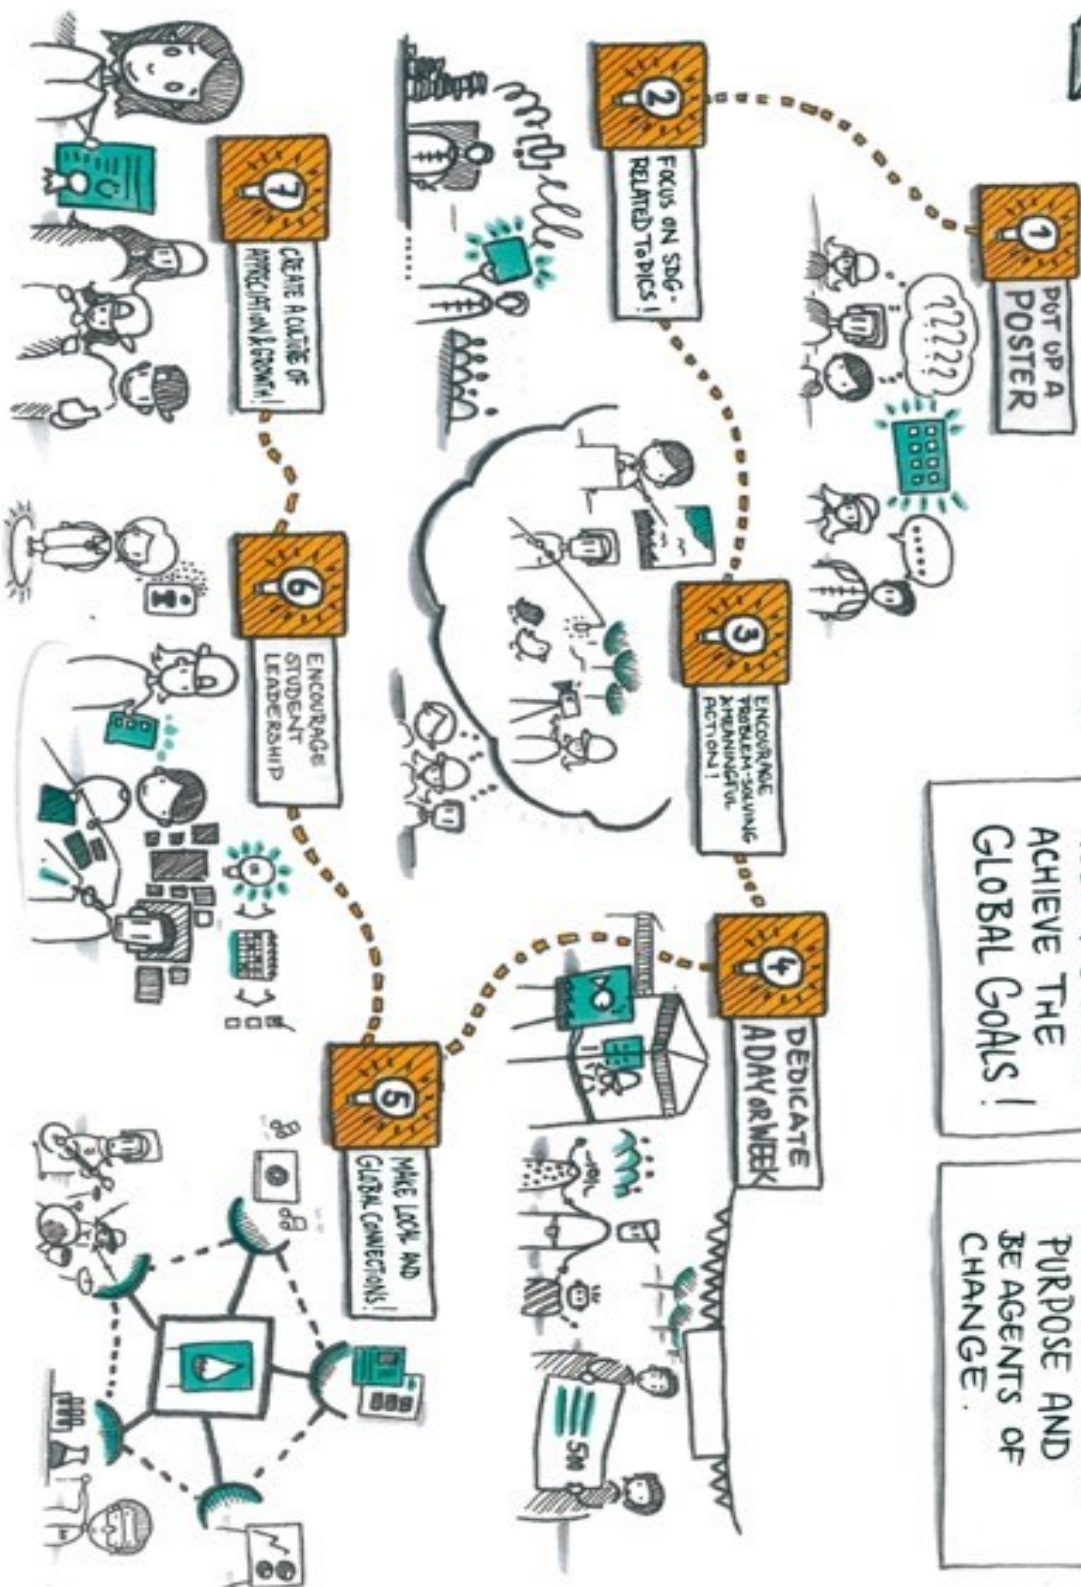 ACHIEVE THE
GLOBAL GOALS!
PURPOSE AND
BE AGENTS OF
CHANGE.
1
PUT UP A
POSTER
?????
.....
2
FOCUS ON SDG-
RELATED TOPICS!
3
ENCOURAGE
PROBLEM-SOLVING
& MEANINGFUL
ACTION!
4
DEDICATE
A DAY OR WEEK
500
5
MAKE LOCAL AND
GLOBAL CONNECTIONS!
6
ENCOURAGE
STUDENT
LEADERSHIP
7
CREATE A CULTURE OF
APPRECIATION & GROWTH!